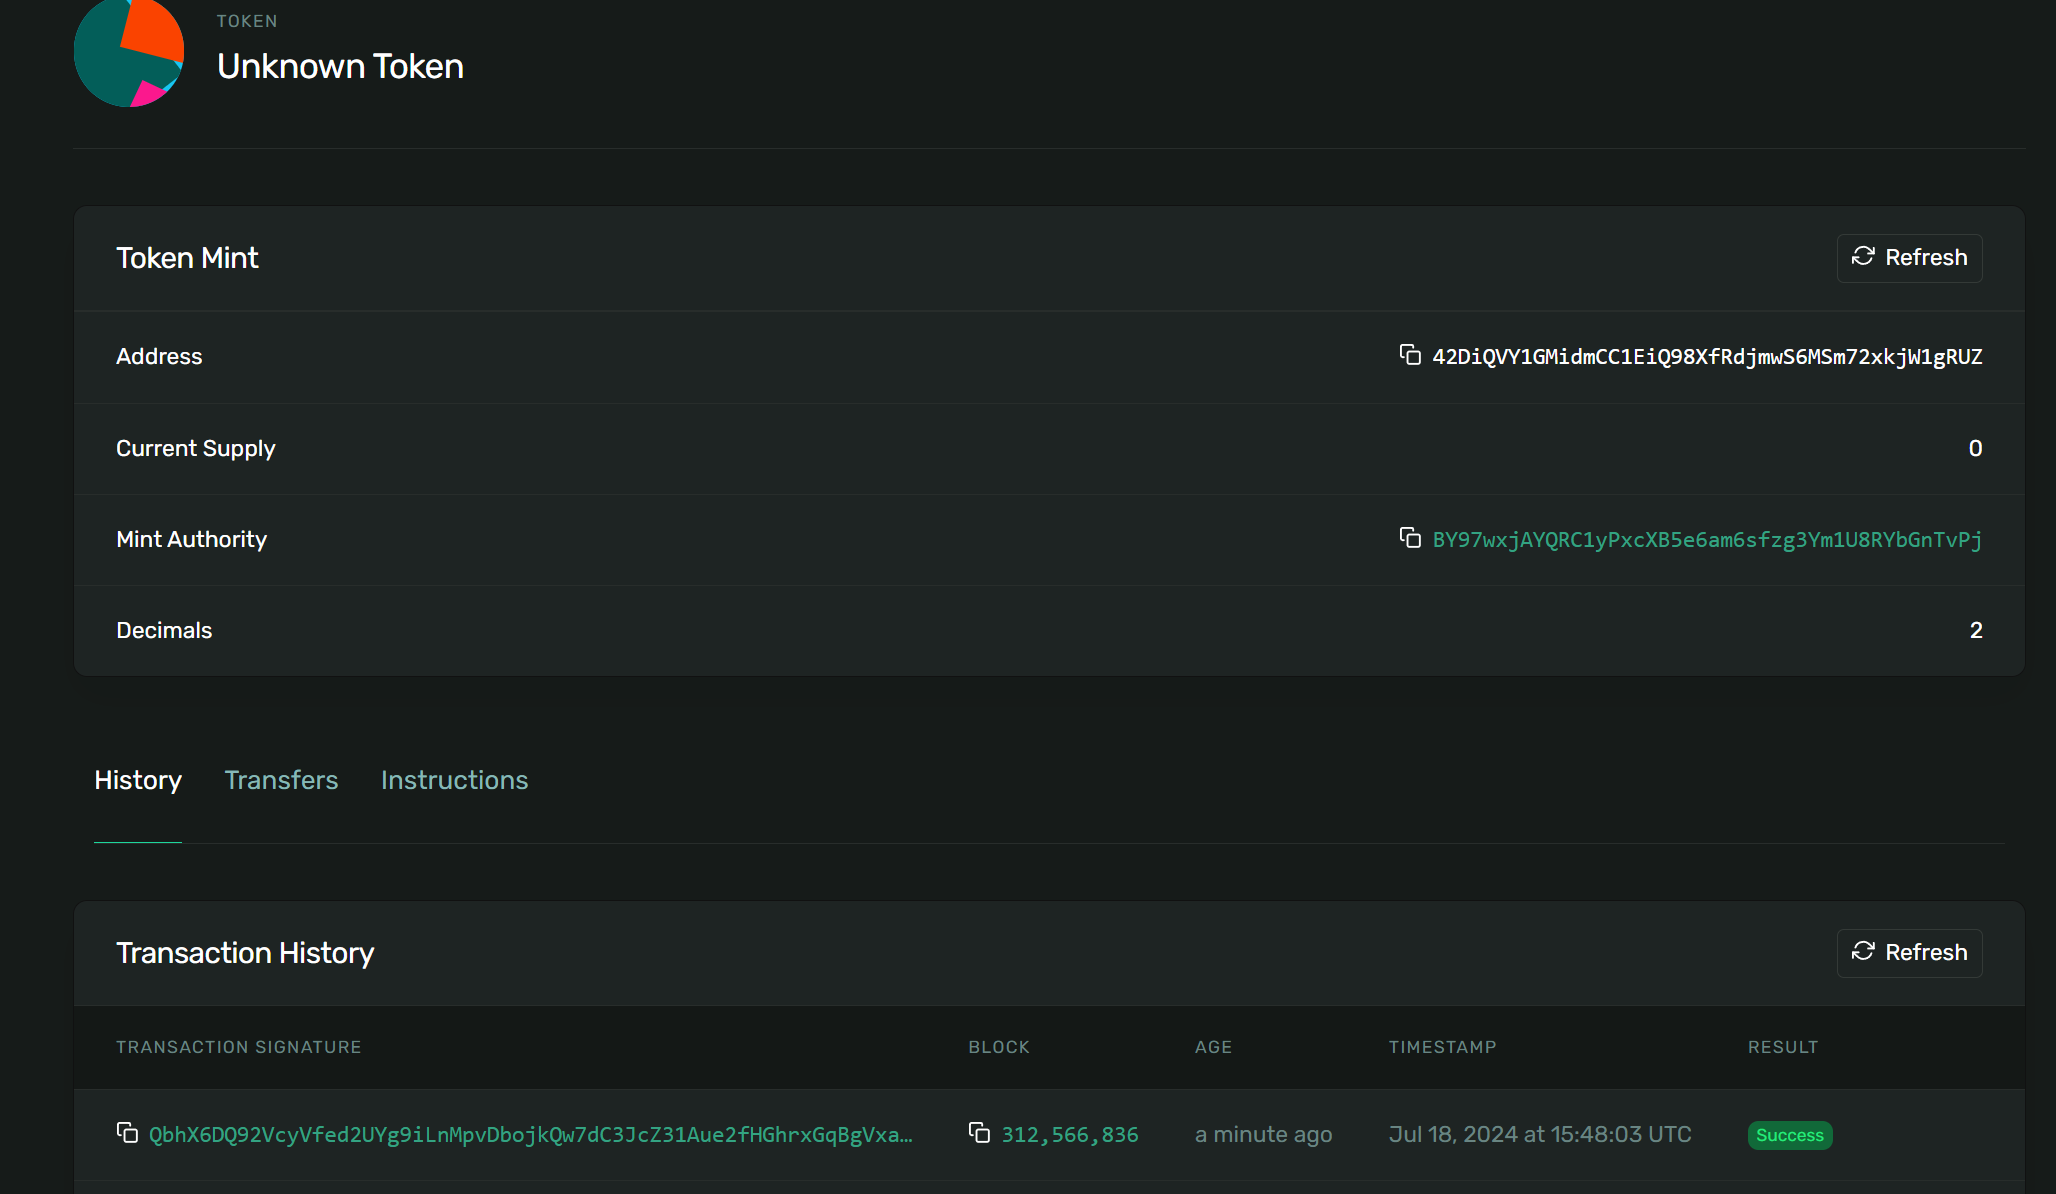 TOKEN
Unknown Token
Token Mint
Refresh
Address
42DiQVY1GMidmCC1EiQ98XfRdjmwS6MSm72xkjW1gRUZ
Current Supply
0
Mint Authority
BY97wxjAYQRC1yPxcXB5e6am6sfzg3Ym1U8RYbGnTvPj
Decimals
2
History Transfers Instructions
Transaction History
Refresh
TRANSACTION SIGNATURE BLOCK AGE TIMESTAMP RESULT
QbhX6DQ92VcyVfed2UYg9iLnMpvDbojkQw7dC3JcZ31Aue2fHGhrxGqBgVxa… 312,566,836 a minute ago Jul 18, 2024 at 15:48:03 UTC Success